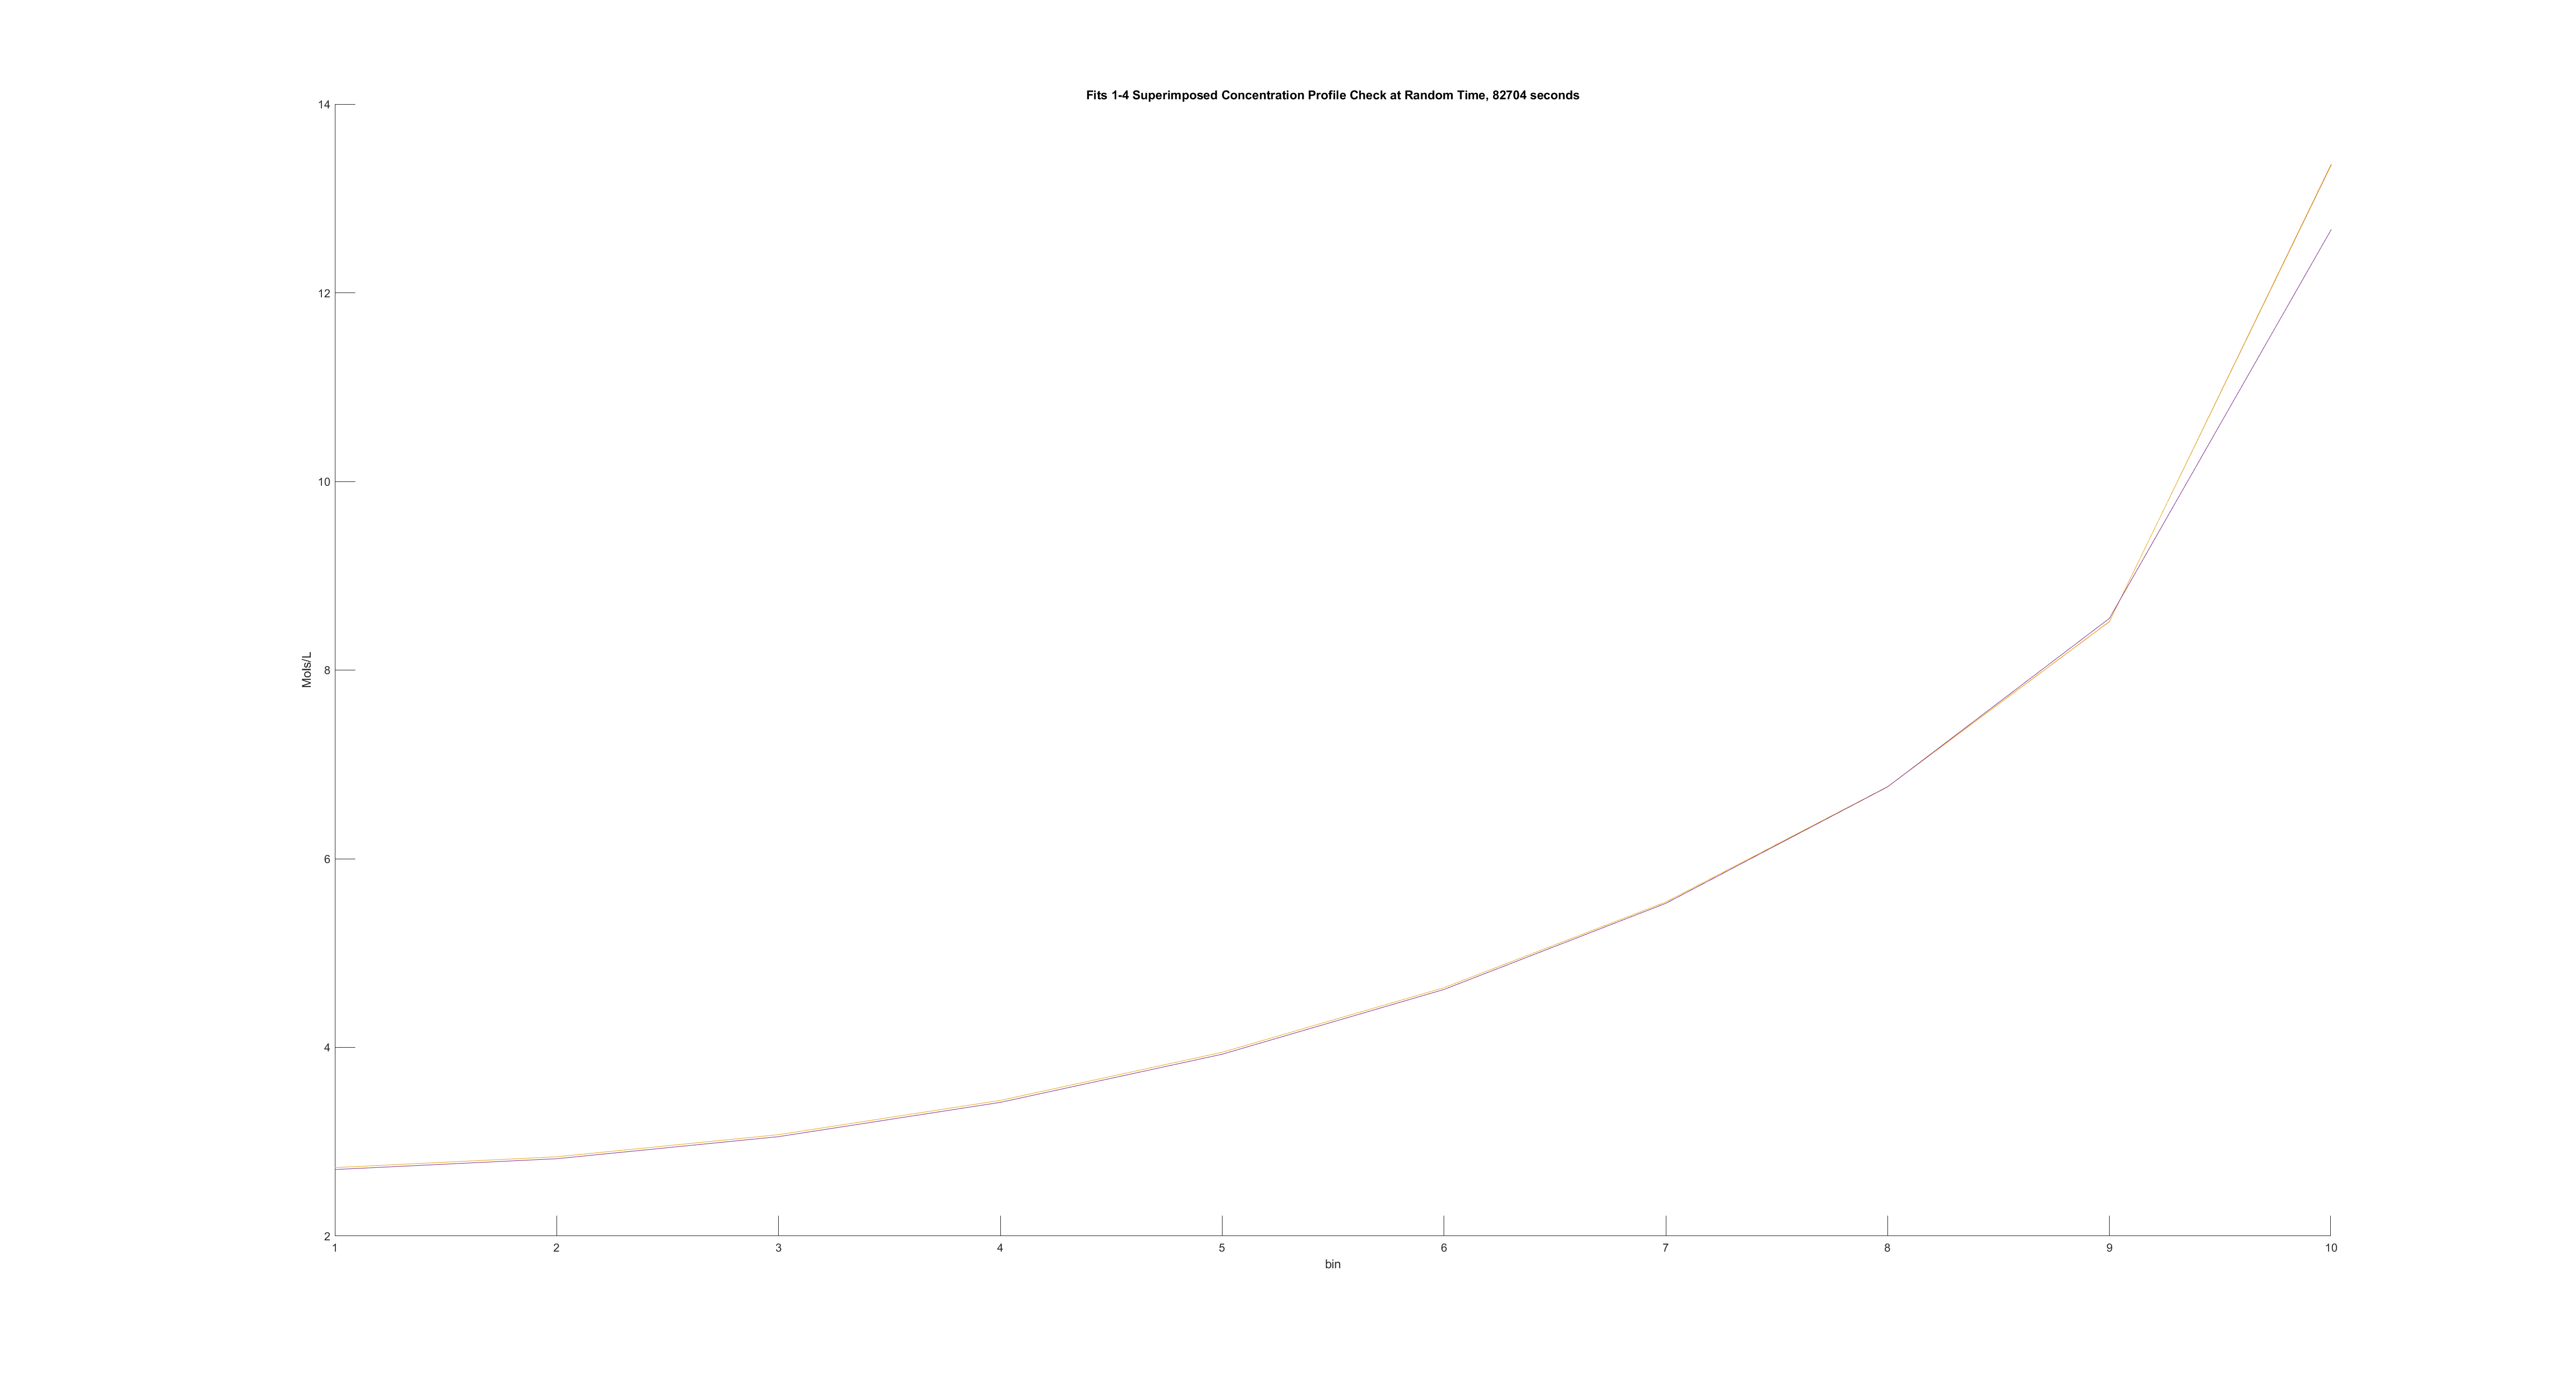 Fits 1-4 Superimposed Concentration Profile Check at Random Time, 82704 seconds
14
12
10
8
6
4
2
Mols/L
1 2 3 4 5 6 7 8 9 10
bin